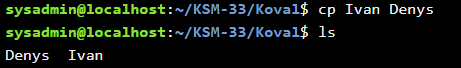 sysadmin@localhost:~/KSM-33/Koval$ cp Ivan Denys
sysadmin@localhost:~/KSM-33/Koval$ ls
Denys  Ivan